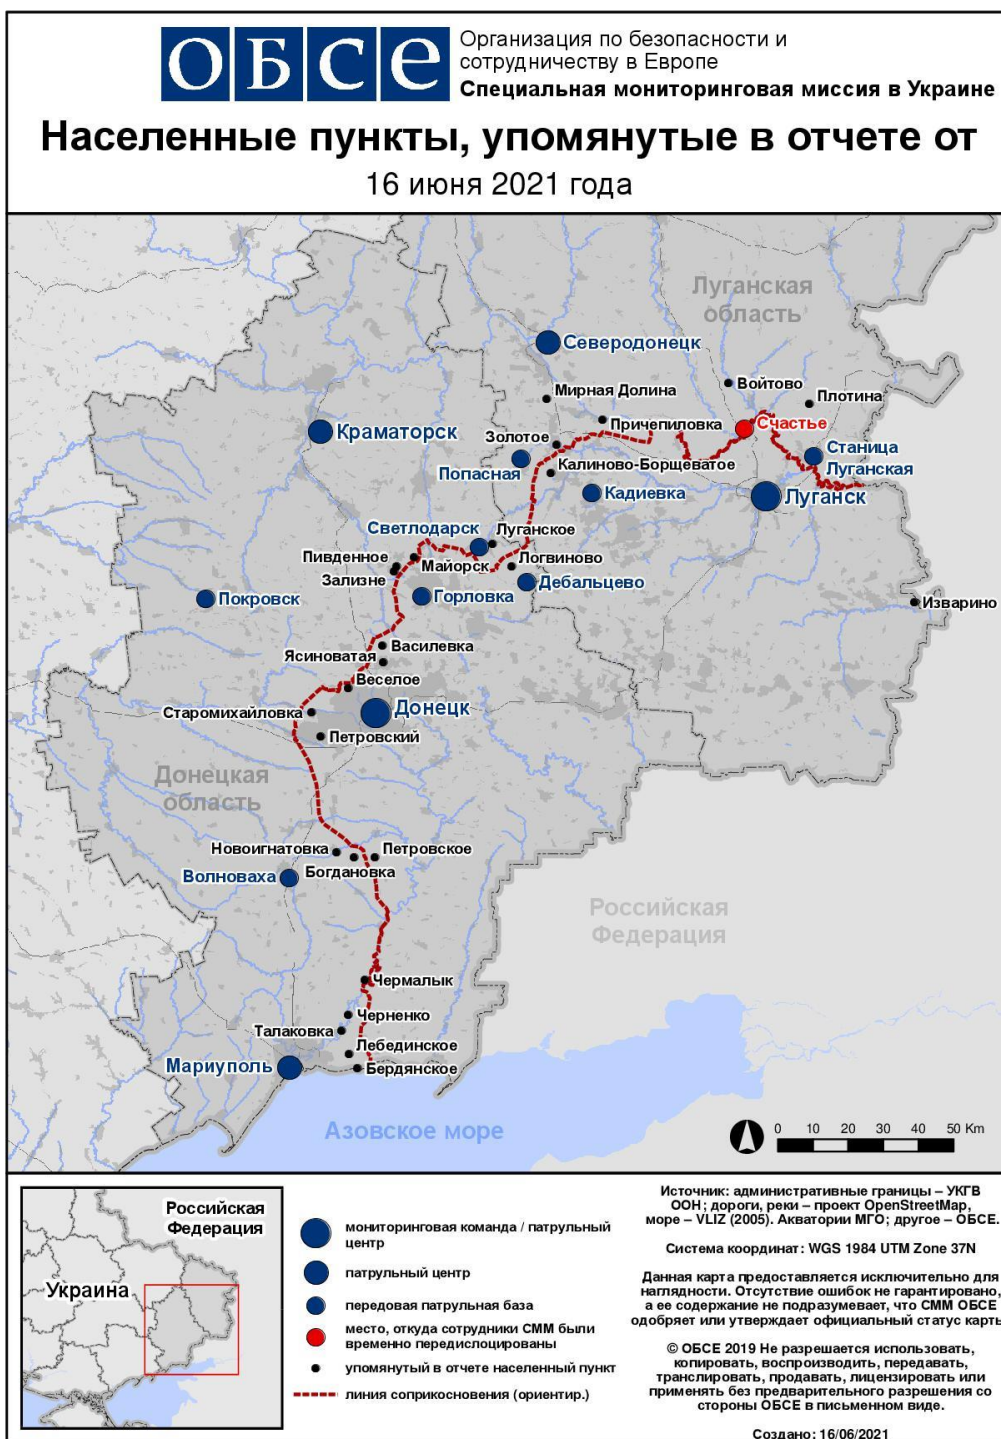 ОБСЕ
Организация по безопасности и
сотрудничеству в Европе
Специальная мониторинговая миссия в Украине
Населенные пункты, упомянутые в отчете от
16 июня 2021 года
Луганская
область
Северодонецк
Войтово
Мирная Долина
Плотина
Причепиловка
Счастье
Краматорск
Золотое
Станица
Луганская
Попасная
Калиново-Борщеватое
Кадиевка
Луганск
Светлодарск
Луганское
Пивденное
Майорск
Логвиново
Зализне
Дебальцево
Покровск
Горловка
Изварино
Василевка
Ясиноватая
Веселое
Старомихайловка
Донецк
Петровский
Донецкая
область
Новоигнатовка
Петровское
Богдановка
Волноваха
Российская
Федерация
Чермалык
Черненко
Талаковка
Лебединское
Мариуполь
Бердянское
Азовское море
0 10 20 30 40 50 Km
Российская
Федерация
Украина
мониторинговая команда / патрульный
центр
патрульный центр
передовая патрульная база
место, откуда сотрудники СММ были
временно передислоцированы
упомянутый в отчете населенный пункт
линия соприкосновения (ориентир.)
Источник: административные границы – УКГВ
ООН; дороги, реки – проект OpenStreetMap,
море – VLIZ (2005). Акватории МГО; другое – ОБСЕ.
Система координат: WGS 1984 UTM Zone 37N
Данная карта предоставляется исключительно для
наглядности. Отсутствие ошибок не гарантировано,
а ее содержание не подразумевает, что СММ ОБСЕ
одобряет или утверждает официальный статус карты
© ОБСЕ 2019 Не разрешается использовать,
копировать, воспроизводить, передавать,
транслировать, продавать, лицензировать или
применять без предварительного разрешения со
стороны ОБСЕ в письменном виде.
Создано: 16/06/2021